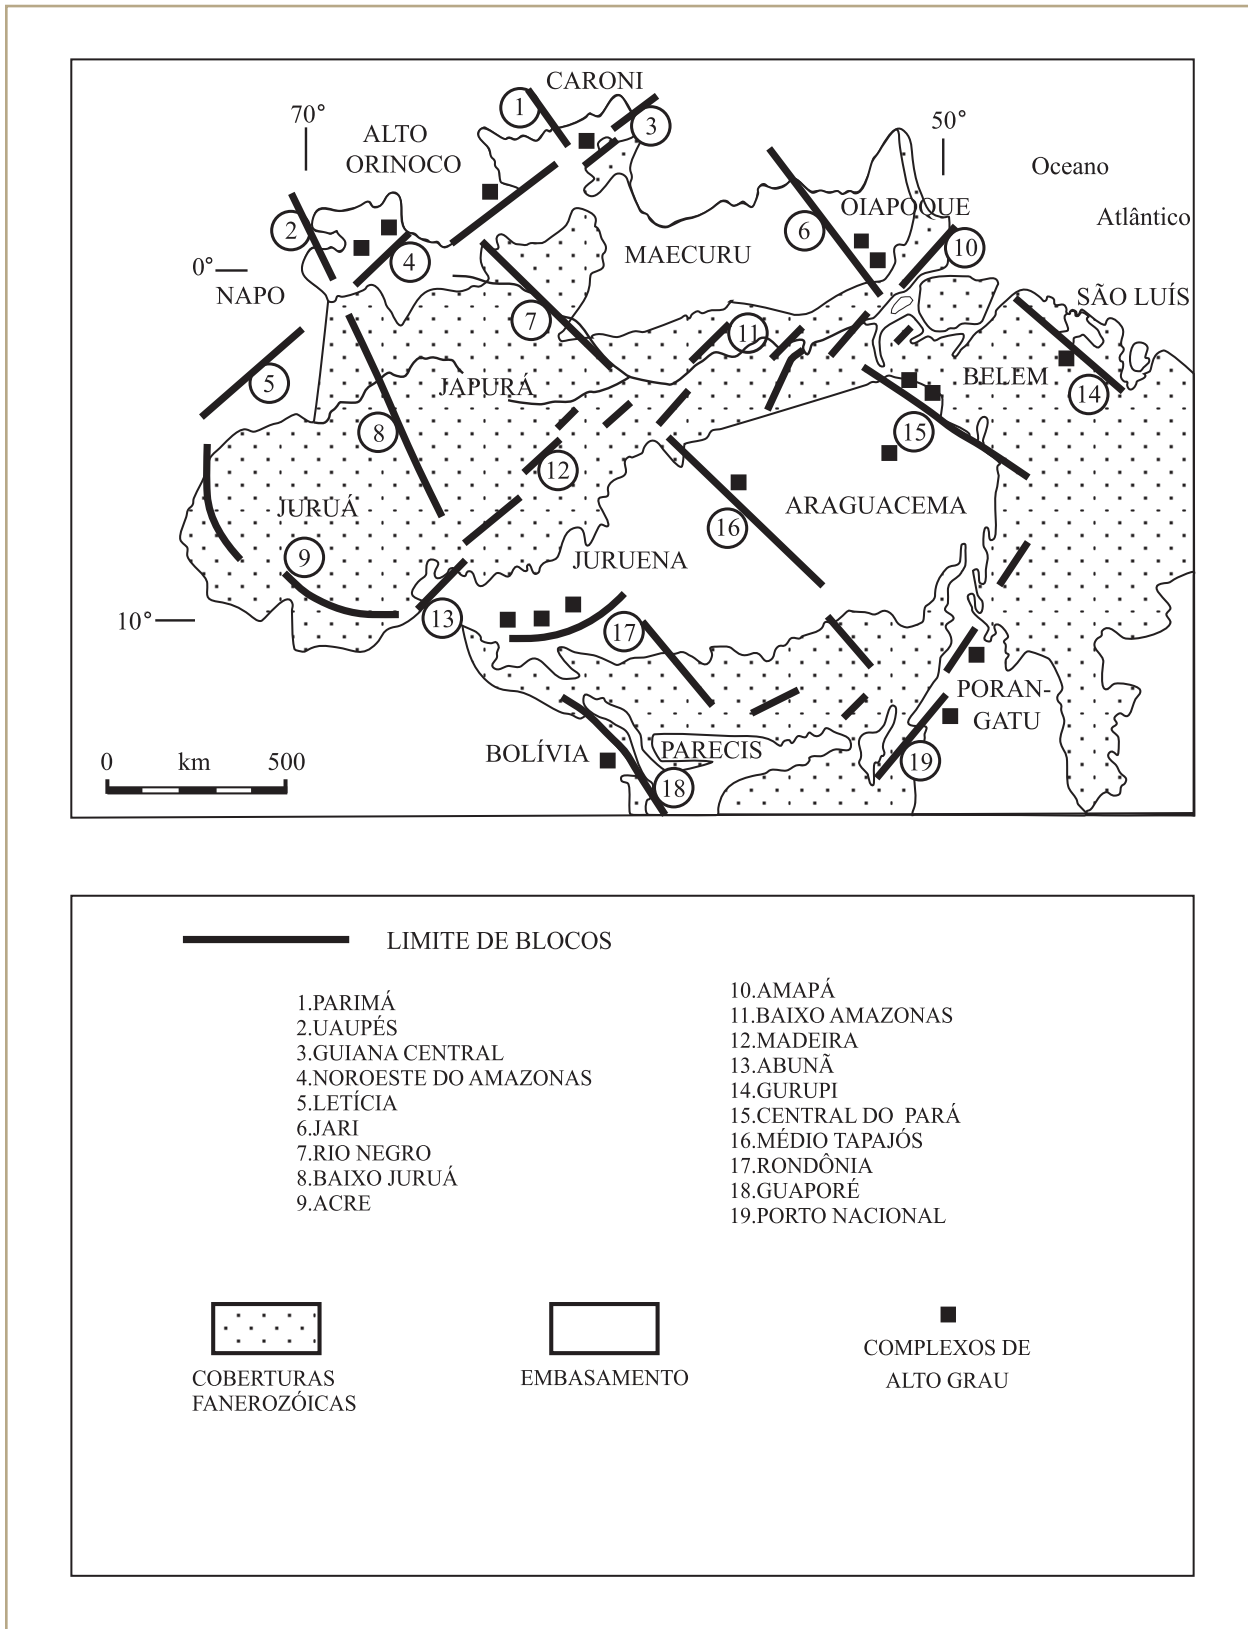 CARONI
1
3
70°
50°
ALTO
ORINOCO
Oceano
Atlântico
2
4
6
OIAPOQUE
10
MAECURU
0°
NAPO
SÃO LUÍS
7
11
5
JAPURÁ
BELEM
14
8
15
12
JURUÁ
16
ARAGUACEMA
9
JURUENA
10°
13
17
PORAN-
GATU
BOLÍVIA
PARECIS
19
18
0 km 500
LIMITE DE BLOCOS
1.PARIMÁ
2.UAUPÉS
3.GUIANA CENTRAL
4.NOROESTE DO AMAZONAS
5.LETÍCIA
6.JARI
7.RIO NEGRO
8.BAIXO JURUÁ
9.ACRE
10.AMAPÁ
11.BAIXO AMAZONAS
12.MADEIRA
13.ABUNÃ
14.GURUPI
15.CENTRAL DO PARÁ
16.MÉDIO TAPAJÓS
17.RONDÔNIA
18.GUAPORÉ
19.PORTO NACIONAL
COBERTURAS
FANEROZÓICAS
EMBASAMENTO
COMPLEXOS DE
ALTO GRAU